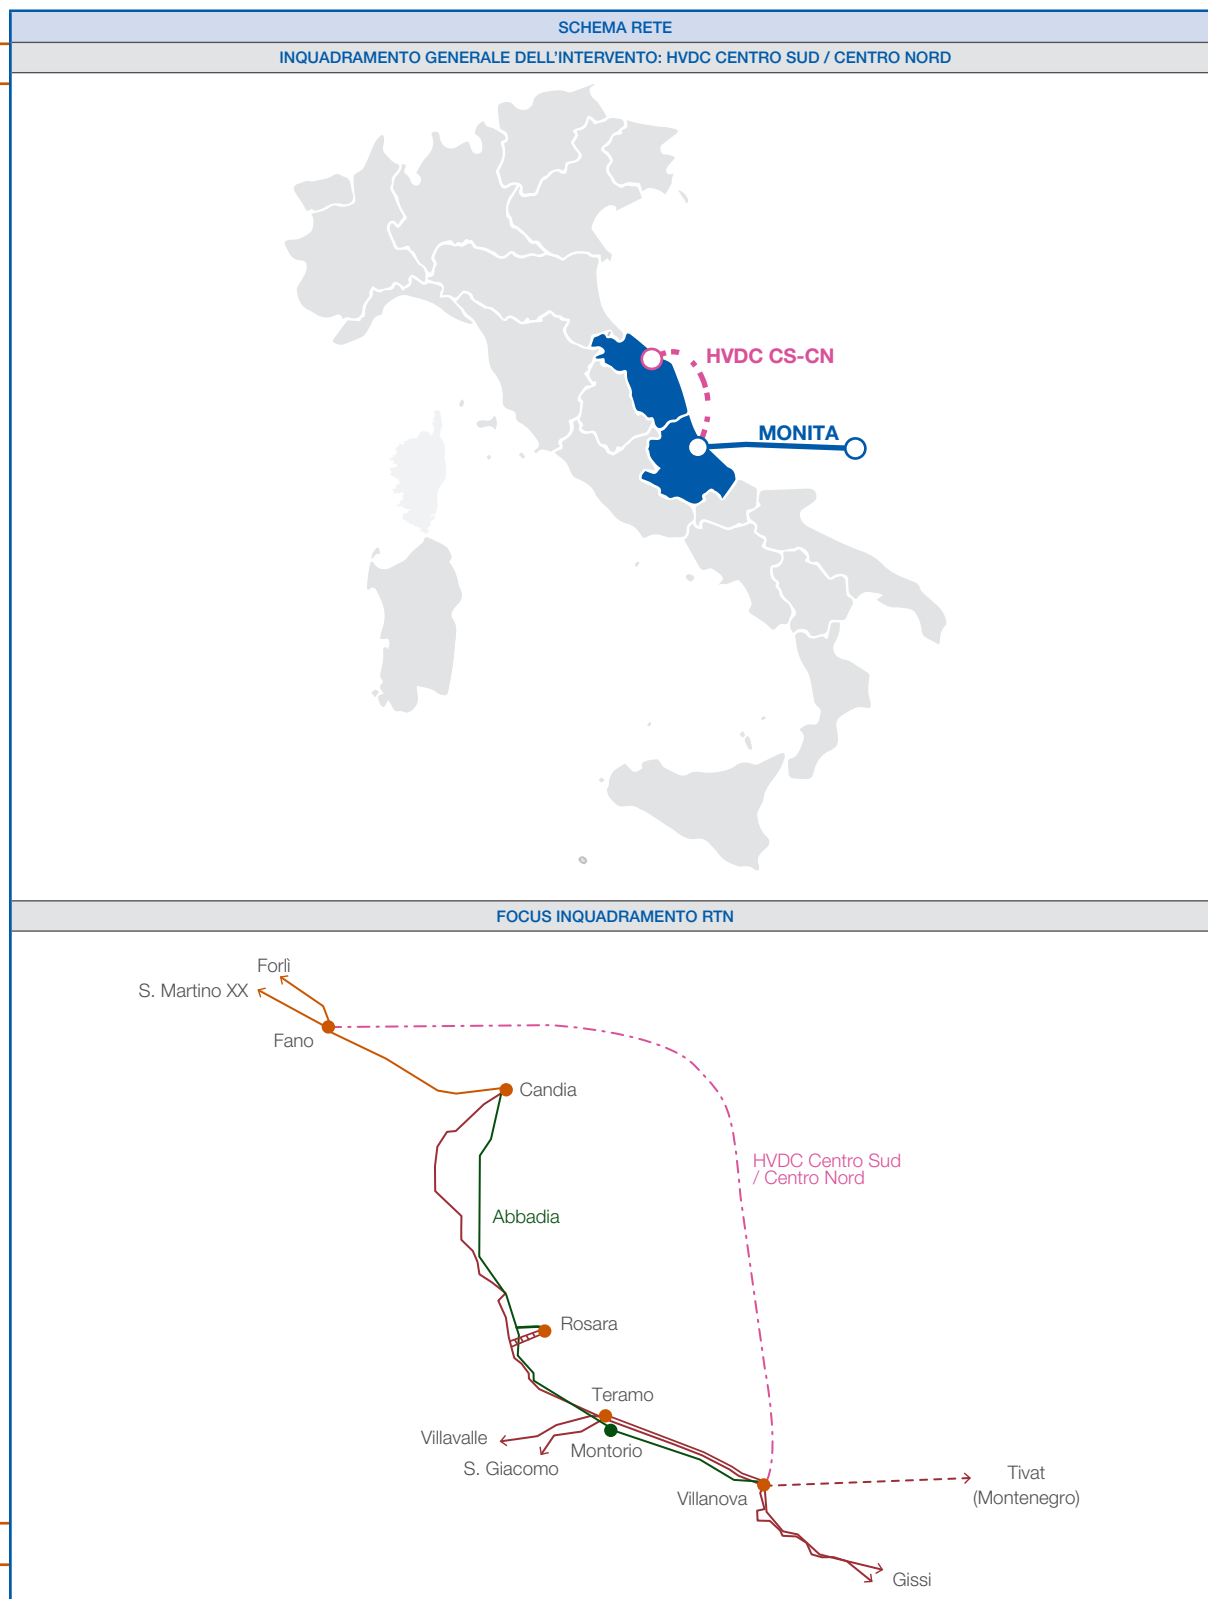 SCHEMA RETE
INQUADRAMENTO GENERALE DELL'INTERVENTO: HVDC CENTRO SUD / CENTRO NORD
HVDC CS-CN
MONITA
FOCUS INQUADRAMENTO RTN
Forlì
S. Martino XX
Fano
Candia
HVDC Centro Sud
/ Centro Nord
Abbadia
Rosara
Teramo
Villavalle
Montorio
S. Giacomo
Tivat
(Montenegro)
Villanova
Gissi